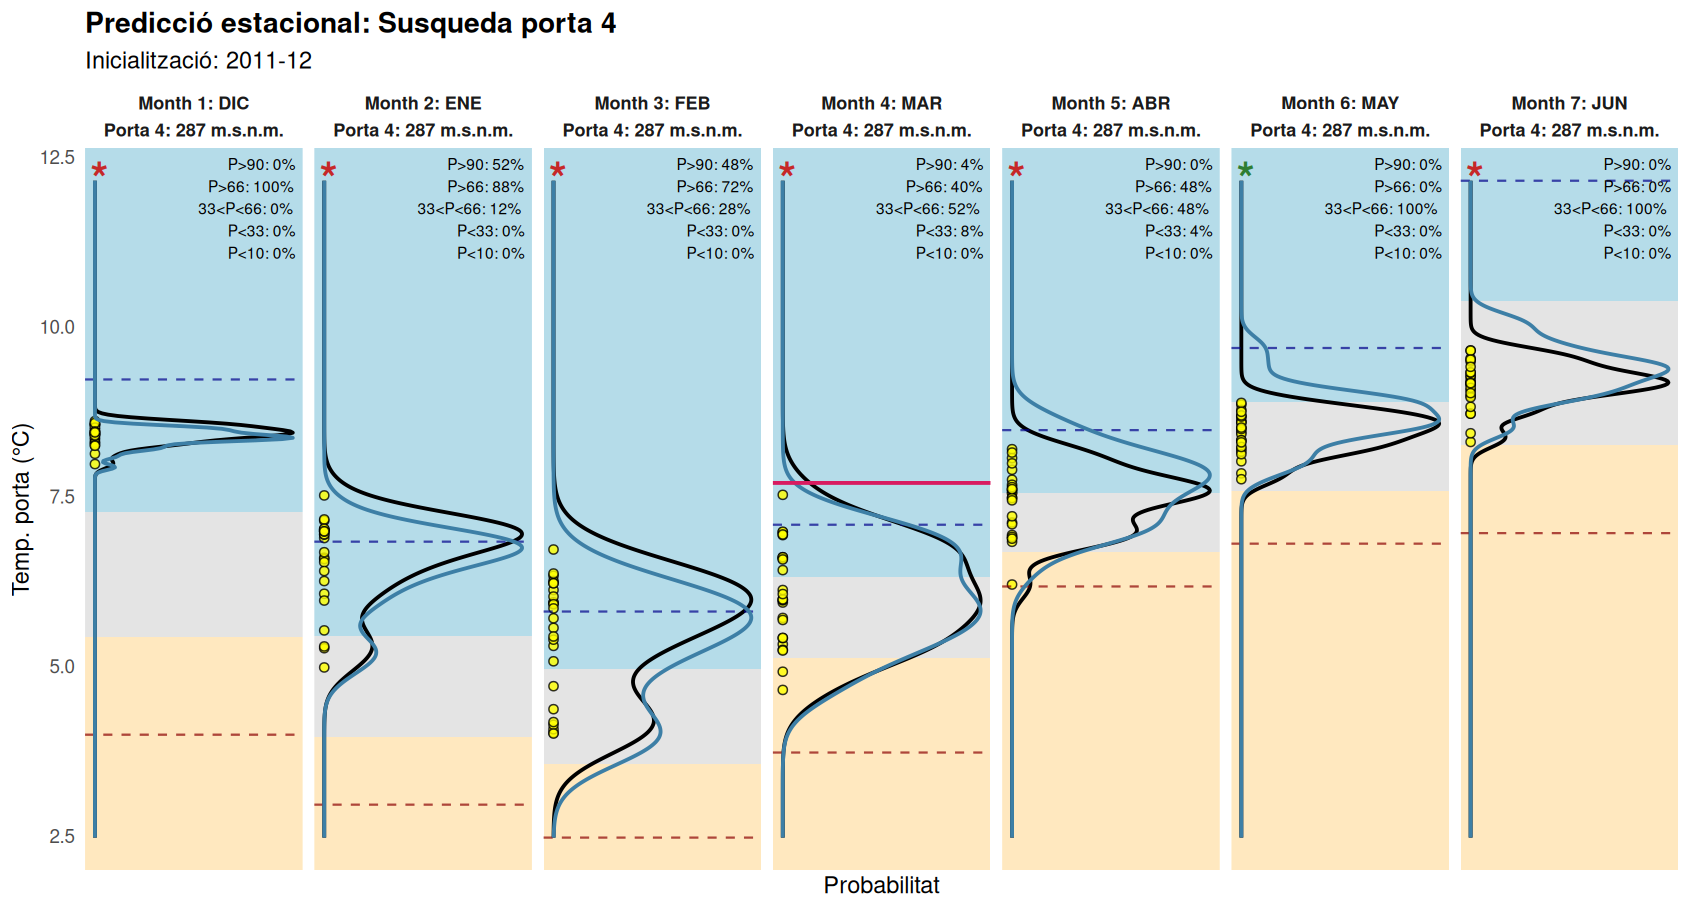 Predicció estacional: Susqueda porta 4
Inicialització: 2011-12
Month 1: DIC
Porta 4: 287 m.s.n.m.
Month 2: ENE
Porta 4: 287 m.s.n.m.
Month 3: FEB
Porta 4: 287 m.s.n.m.
Month 4: MAR
Porta 4: 287 m.s.n.m.
Month 5: ABR
Porta 4: 287 m.s.n.m.
Month 6: MAY
Porta 4: 287 m.s.n.m.
Month 7: JUN
Porta 4: 287 m.s.n.m.
Temp. porta (°C)
12.5
10.0
7.5
5.0
2.5
*
P>90: 0%
P>66: 100%
33<P<66: 0%
P<33: 0%
P<10: 0%
*
P>90: 52%
P>66: 88%
33<P<66: 12%
P<33: 0%
P<10: 0%
*
P>90: 48%
P>66: 72%
33<P<66: 28%
P<33: 0%
P<10: 0%
*
P>90: 4%
P>66: 40%
33<P<66: 52%
P<33: 8%
P<10: 0%
*
P>90: 0%
P>66: 48%
33<P<66: 48%
P<33: 4%
P<10: 0%
*
P>90: 0%
P>66: 0%
33<P<66: 100%
P<33: 0%
P<10: 0%
*
P>90: 0%
P>66: 0%
33<P<66: 100%
P<33: 0%
P<10: 0%
Probabilitat